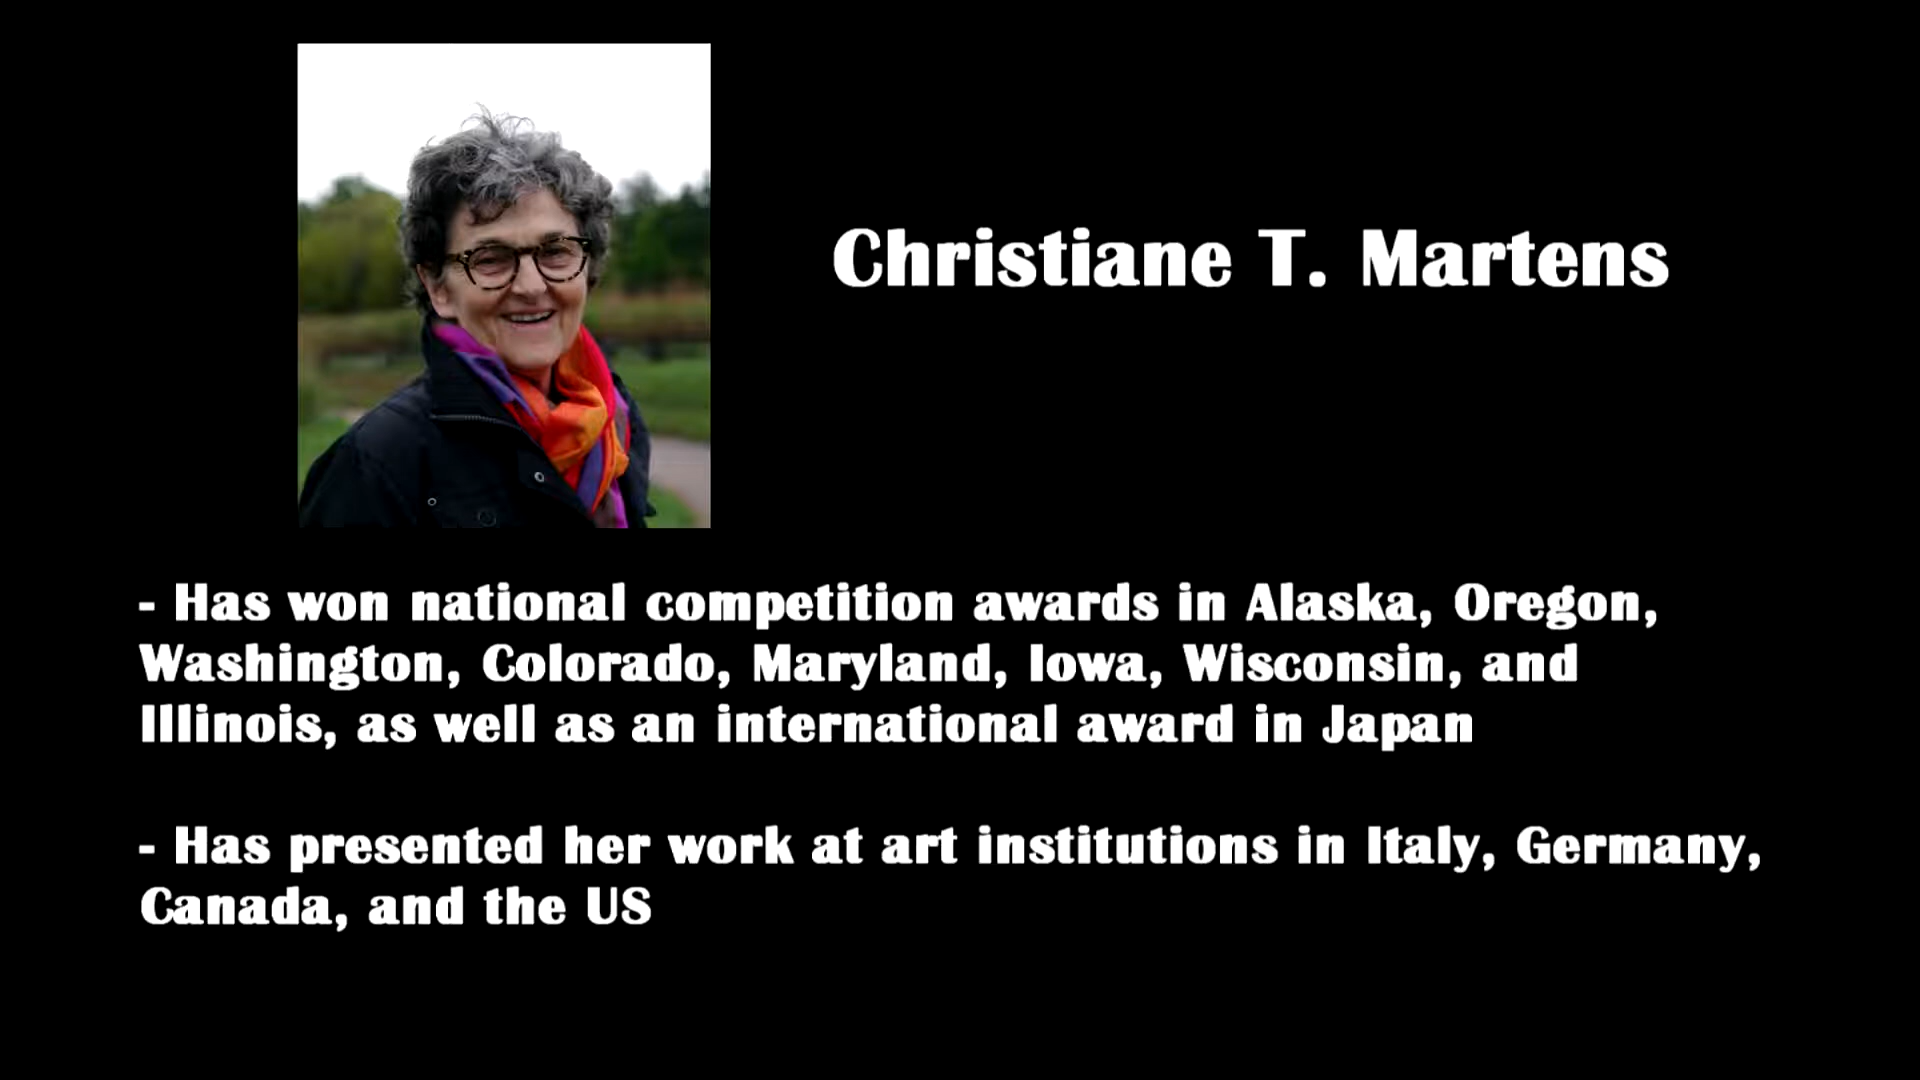 Christiane T. Martens
- Has won national competition awards in Alaska, Oregon,
Washington, Colorado, Maryland, Iowa, Wisconsin, and
Illinois, as well as an international award in Japan
- Has presented her work at art institutions in Italy, Germany,
Canada, and the US